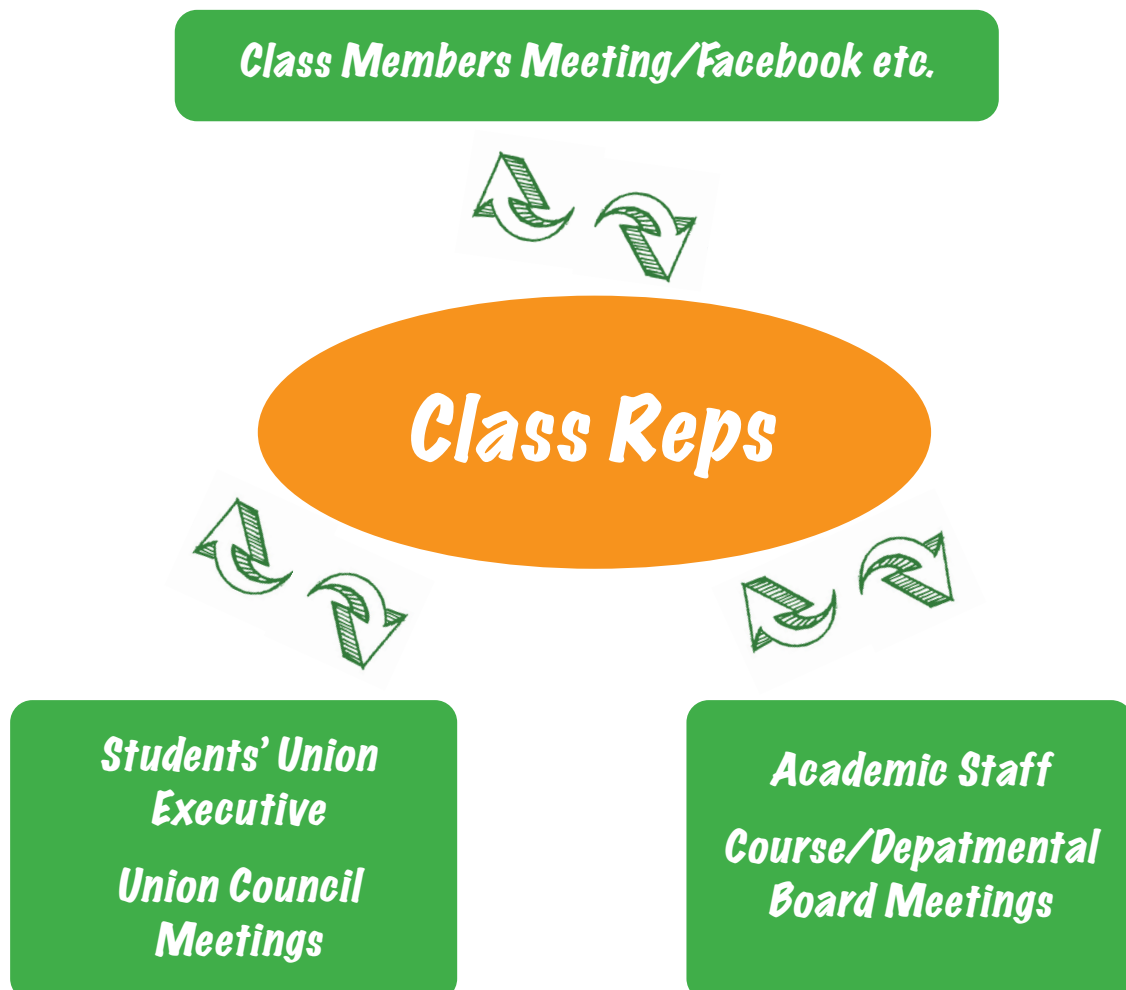 Class Members Meeting/Facebook etc.
Class Reps
Students’ Union
Executive
Union Council
Meetings
Academic Staff
Course/Depatmental
Board Meetings